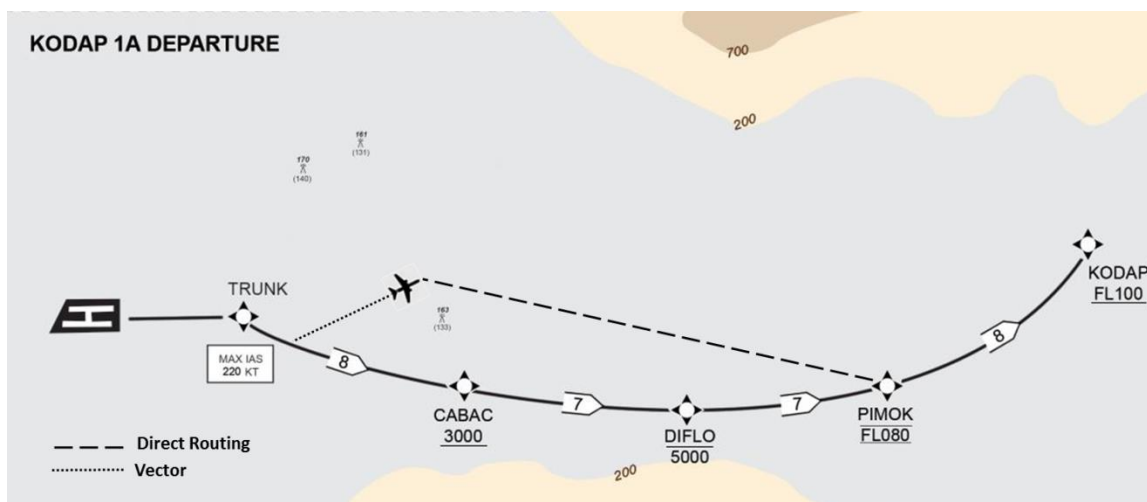 KODAP 1A DEPARTURE
700
200
161
(131)
170
(140)
KODAP
FL100
TRUNK
163
(133)
MAX IAS
220 KT
8
8
CABAC
3000
7
DIFLO
5000
7
PIMOK
FL080
Direct Routing
Vector
200